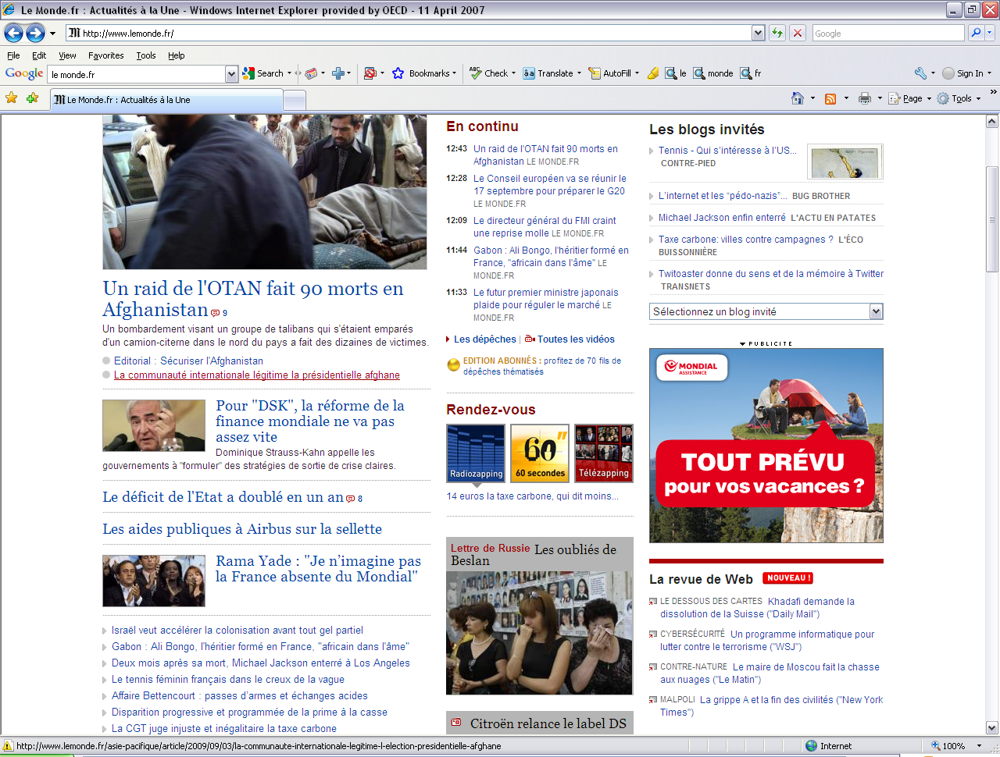 Le Monde.fr : Actualités à la Une - Windows Internet Explorer provided by OECD - 11 April 2007
http://www.lemonde.fr/
Google
File Edit View Favorites Tools Help
Google le monde.fr Search Bookmarks Check Translate AutoFill le monde fr Sign In
Le Monde.fr : Actualités à la Une
Page Tools
Un raid de l'OTAN fait 90 morts en
Afghanistan 9
Un bombardement visant un groupe de talibans qui s'étaient emparés
d'un camion-citerne dans le nord du pays a fait des dizaines de victimes.
Editorial : Sécuriser l'Afghanistan
La communauté internationale légitime la présidentielle afghane
Pour "DSK", la réforme de la
finance mondiale ne va pas
assez vite
Dominique Strauss-Kahn appelle les
gouvernements à "formuler" des stratégies de sortie de crise claires.
Le déficit de l'Etat a doublé en un an 8
Les aides publiques à Airbus sur la sellette
Rama Yade : "Je n'imagine pas
la France absente du Mondial"
Israël veut accélérer la colonisation avant tout gel partiel
Gabon : Ali Bongo, l'héritier formé en France, "africain dans l'âme"
Deux mois après sa mort, Michael Jackson enterré à Los Angeles
Le tennis féminin français dans le creux de la vague
Affaire Bettencourt : passes d'armes et échanges acides
Disparition progressive et programmée de la prime à la casse
La CGT juge injuste et inégalitaire la taxe carbone
En continu
12:43 Un raid de l'OTAN fait 90 morts en
Afghanistan LE MONDE.FR
12:28 Le Conseil européen va se réunir le
17 septembre pour préparer le G20
LE MONDE.FR
12:09 Le directeur général du FMI craint
une reprise molle LE MONDE.FR
11:44 Gabon : Ali Bongo, l'héritier formé en
France, "africain dans l'âme" LE
MONDE.FR
11:33 Le futur premier ministre japonais
plaide pour réguler le marché LE
MONDE.FR
Les dépêches | Toutes les vidéos
EDITION ABONNÉS : profitez de 70 fils de
dépêches thématisés
Rendez-vous
Radiozapping
60"
60 secondes
Télézapping
14 euros la taxe carbone, qui dit moins...
Lettre de Russie Les oubliés de
Beslan
Citroën relance le label DS
Les blogs invités
Tennis - Qui s'intéresse à l'US...
CONTRE-PIED
L'internet et les "pédo-nazis"... BUG BROTHER
Michael Jackson enfin enterré L'ACTU EN PATATES
Taxe carbone: villes contre campagnes ? L'ÉCO
BUISSONNIÈRE
Twitoaster donne du sens et de la mémoire à Twitter
TRANSNETS
Sélectionnez un blog invité
PUBLICITE
MONDIAL
ASSISTANCE
TOUT PRÉVU
pour vos vacances ?
La revue de Web NOUVEAU !
LE DESSOUS DES CARTES Khadafi demande la
dissolution de la Suisse ("Daily Mail")
CYBERSÉCURITÉ Un programme informatique pour
lutter contre le terrorisme ("WSJ")
CONTRE-NATURE Le maire de Moscou fait la chasse
aux nuages ("Le Matin")
MALPOLI La grippe A et la fin des civilités ("New York
Times")
http://www.lemonde.fr/asie-pacifique/article/2009/09/03/la-communaute-internationale-legitime-l-election-presidentielle-afghane
Internet 100%